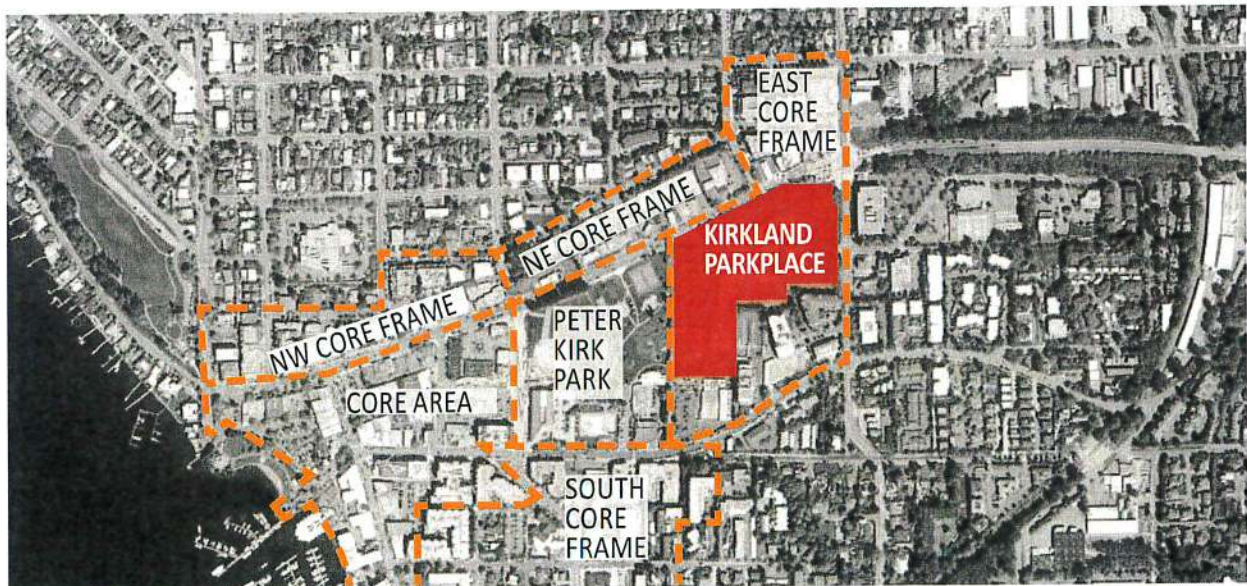 EAST
CORE
FRAME
NE CORE FRAME
KIRKLAND
PARKPLACE
NW CORE FRAME
PETER
KIRK
PARK
CORE AREA
SOUTH
CORE
FRAME